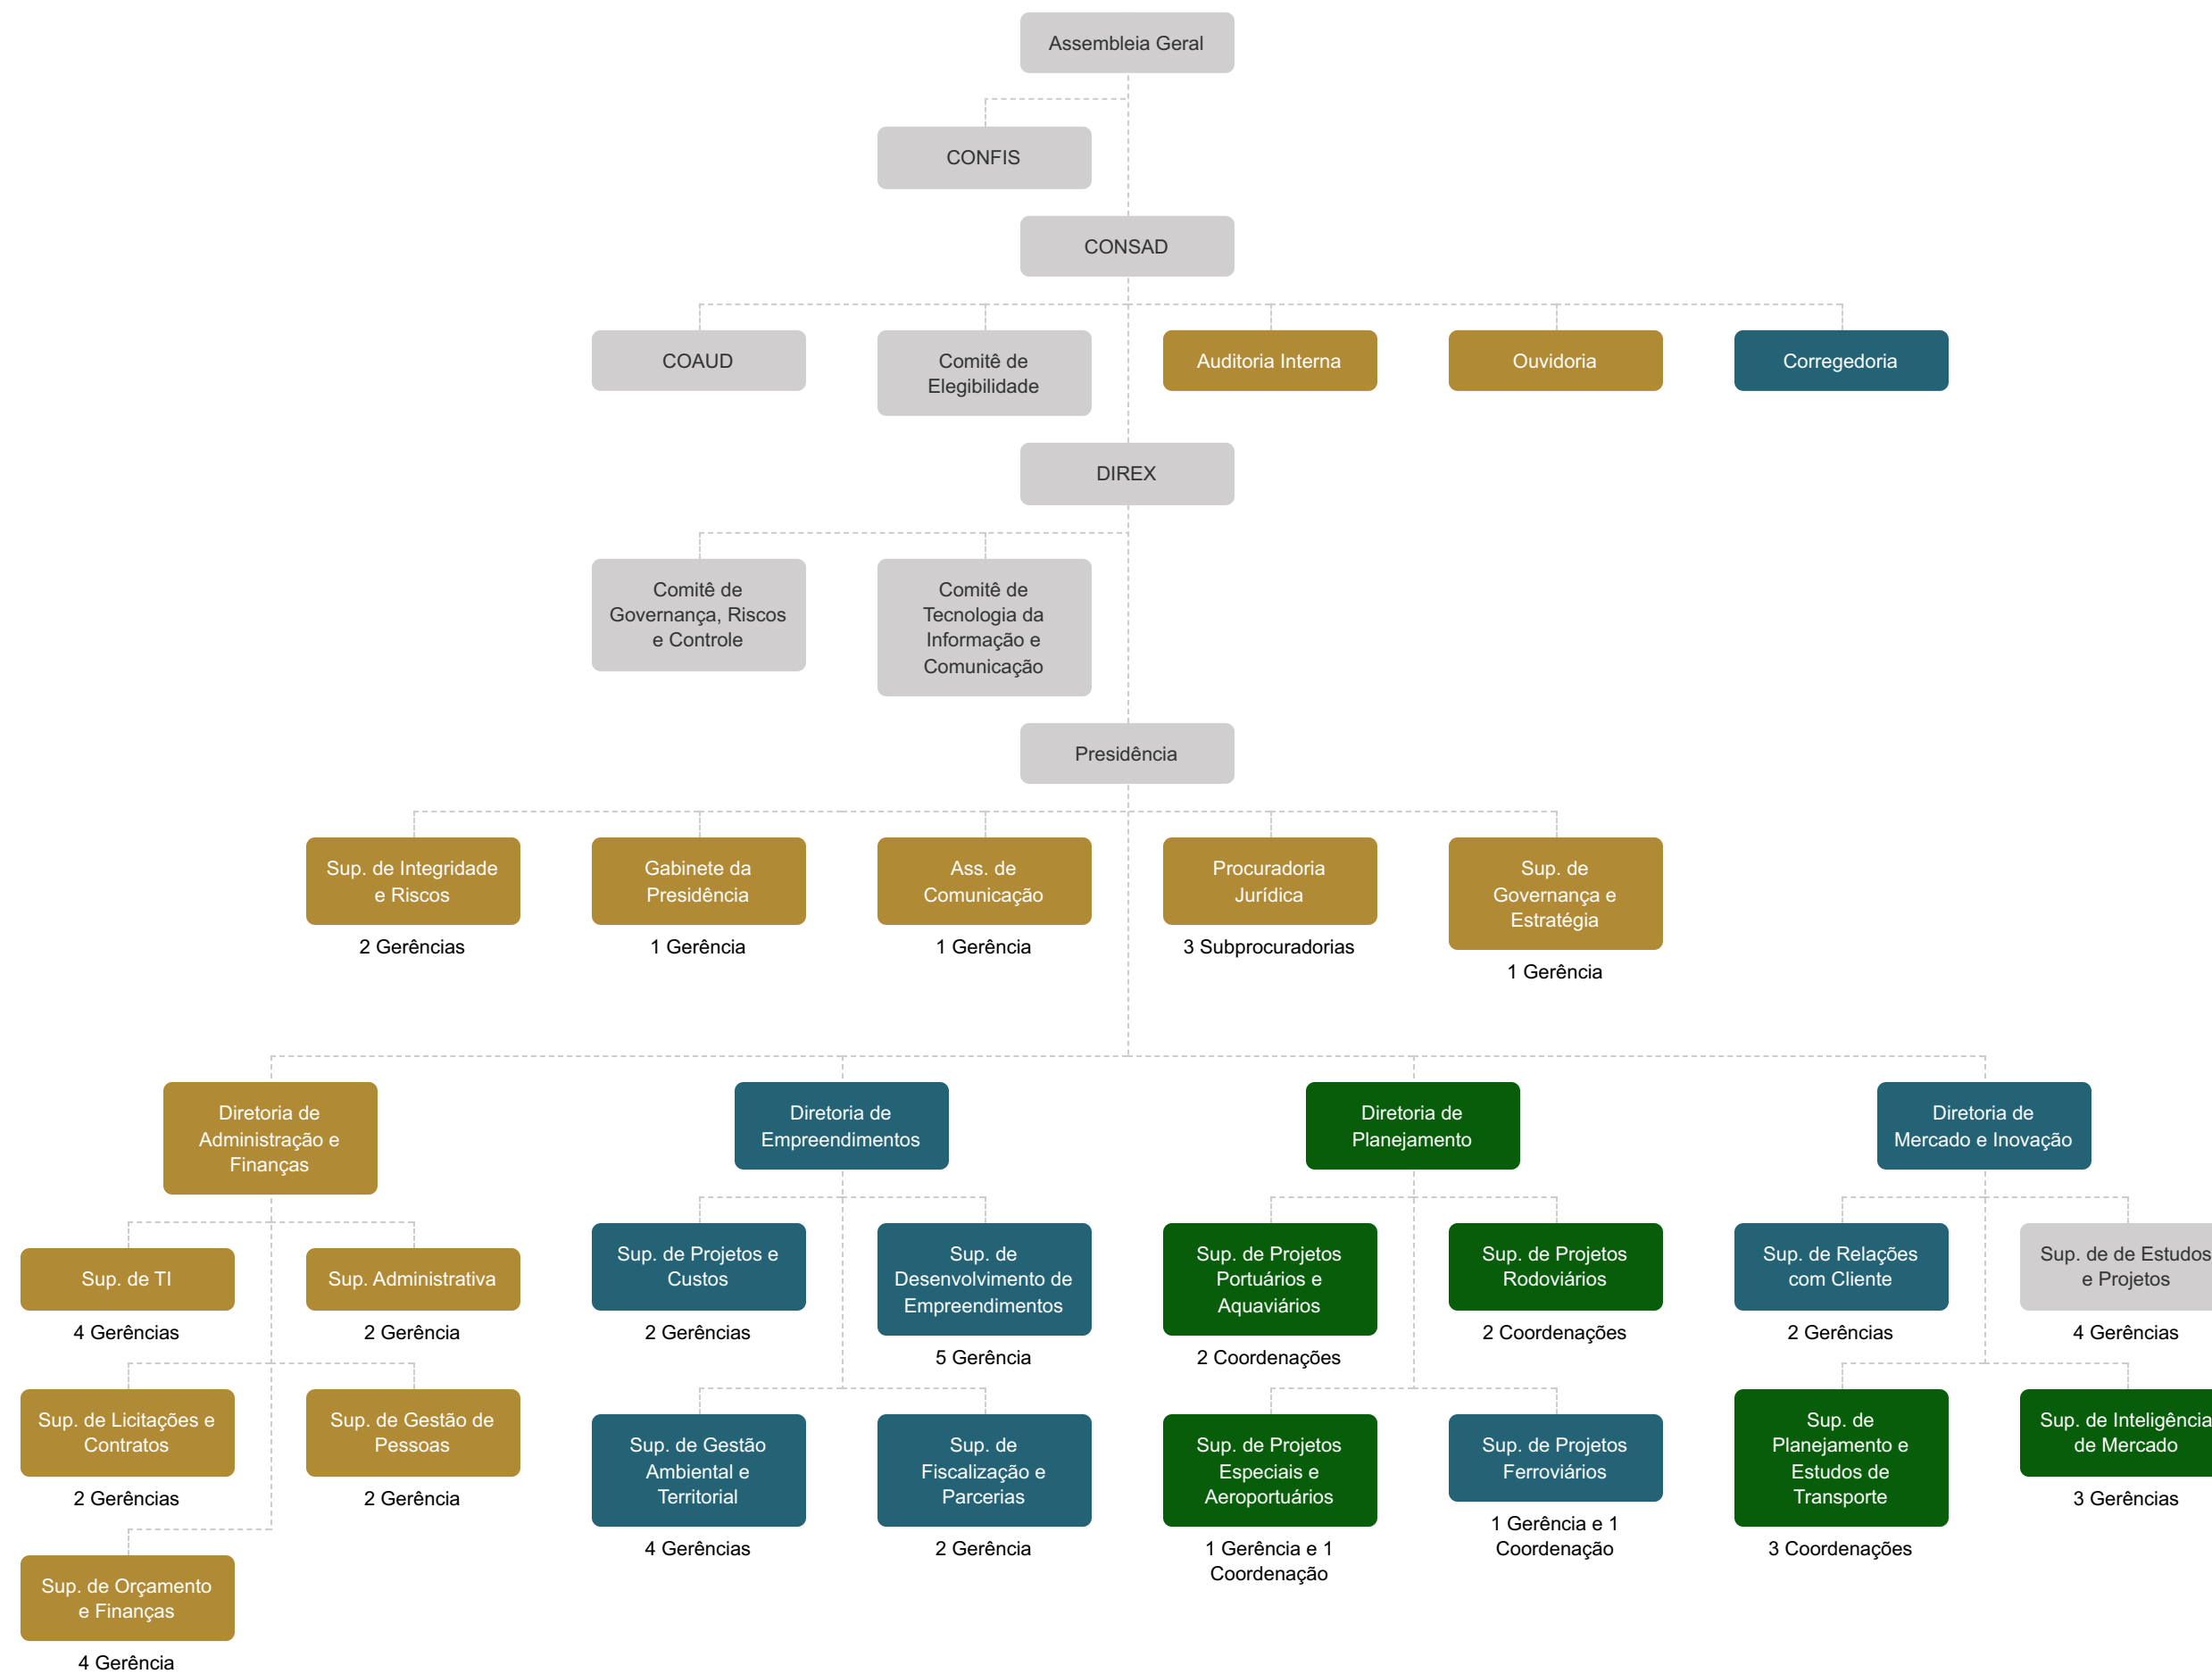 Assembleia Geral
CONFIS
CONSAD
COAUD
Comitê de
Elegibilidade
Auditoria Interna
Ouvidoria
Corregedoria
DIREX
Comitê de
Governança, Riscos
e Controle
Comitê de
Tecnologia da
Informação e
Comunicação
Presidência
Sup. de Integridade
e Riscos
2 Gerências
Gabinete da
Presidência
1 Gerência
Ass. de
Comunicação
1 Gerência
Procuradoria
Jurídica
3 Subprocuradorias
Sup. de
Governança e
Estratégia
1 Gerência
Diretoria de
Administração e
Finanças
Sup. de TI
4 Gerências
Sup. Administrativa
2 Gerência
Sup. de Licitações e
Contratos
2 Gerências
Sup. de Gestão de
Pessoas
2 Gerência
Sup. de Orçamento
e Finanças
4 Gerência
Diretoria de
Empreendimentos
Sup. de Projetos e
Custos
2 Gerências
Sup. de
Desenvolvimento de
Empreendimentos
5 Gerência
Sup. de Gestão
Ambiental e
Territorial
4 Gerências
Sup. de
Fiscalização e
Parcerias
2 Gerência
Diretoria de
Planejamento
Sup. de Projetos
Portuários e
Aquaviários
2 Coordenações
Sup. de Projetos
Rodoviários
2 Coordenações
Sup. de Projetos
Especiais e
Aeroportuários
1 Gerência e 1
Coordenação
Sup. de Projetos
Ferroviários
1 Gerência e 1
Coordenação
Diretoria de
Mercado e Inovação
Sup. de Relações
com Cliente
2 Gerências
Sup. de de Estudos
e Projetos
4 Gerências
Sup. de
Planejamento e
Estudos de
Transporte
3 Coordenações
Sup. de Inteligência
de Mercado
3 Gerências